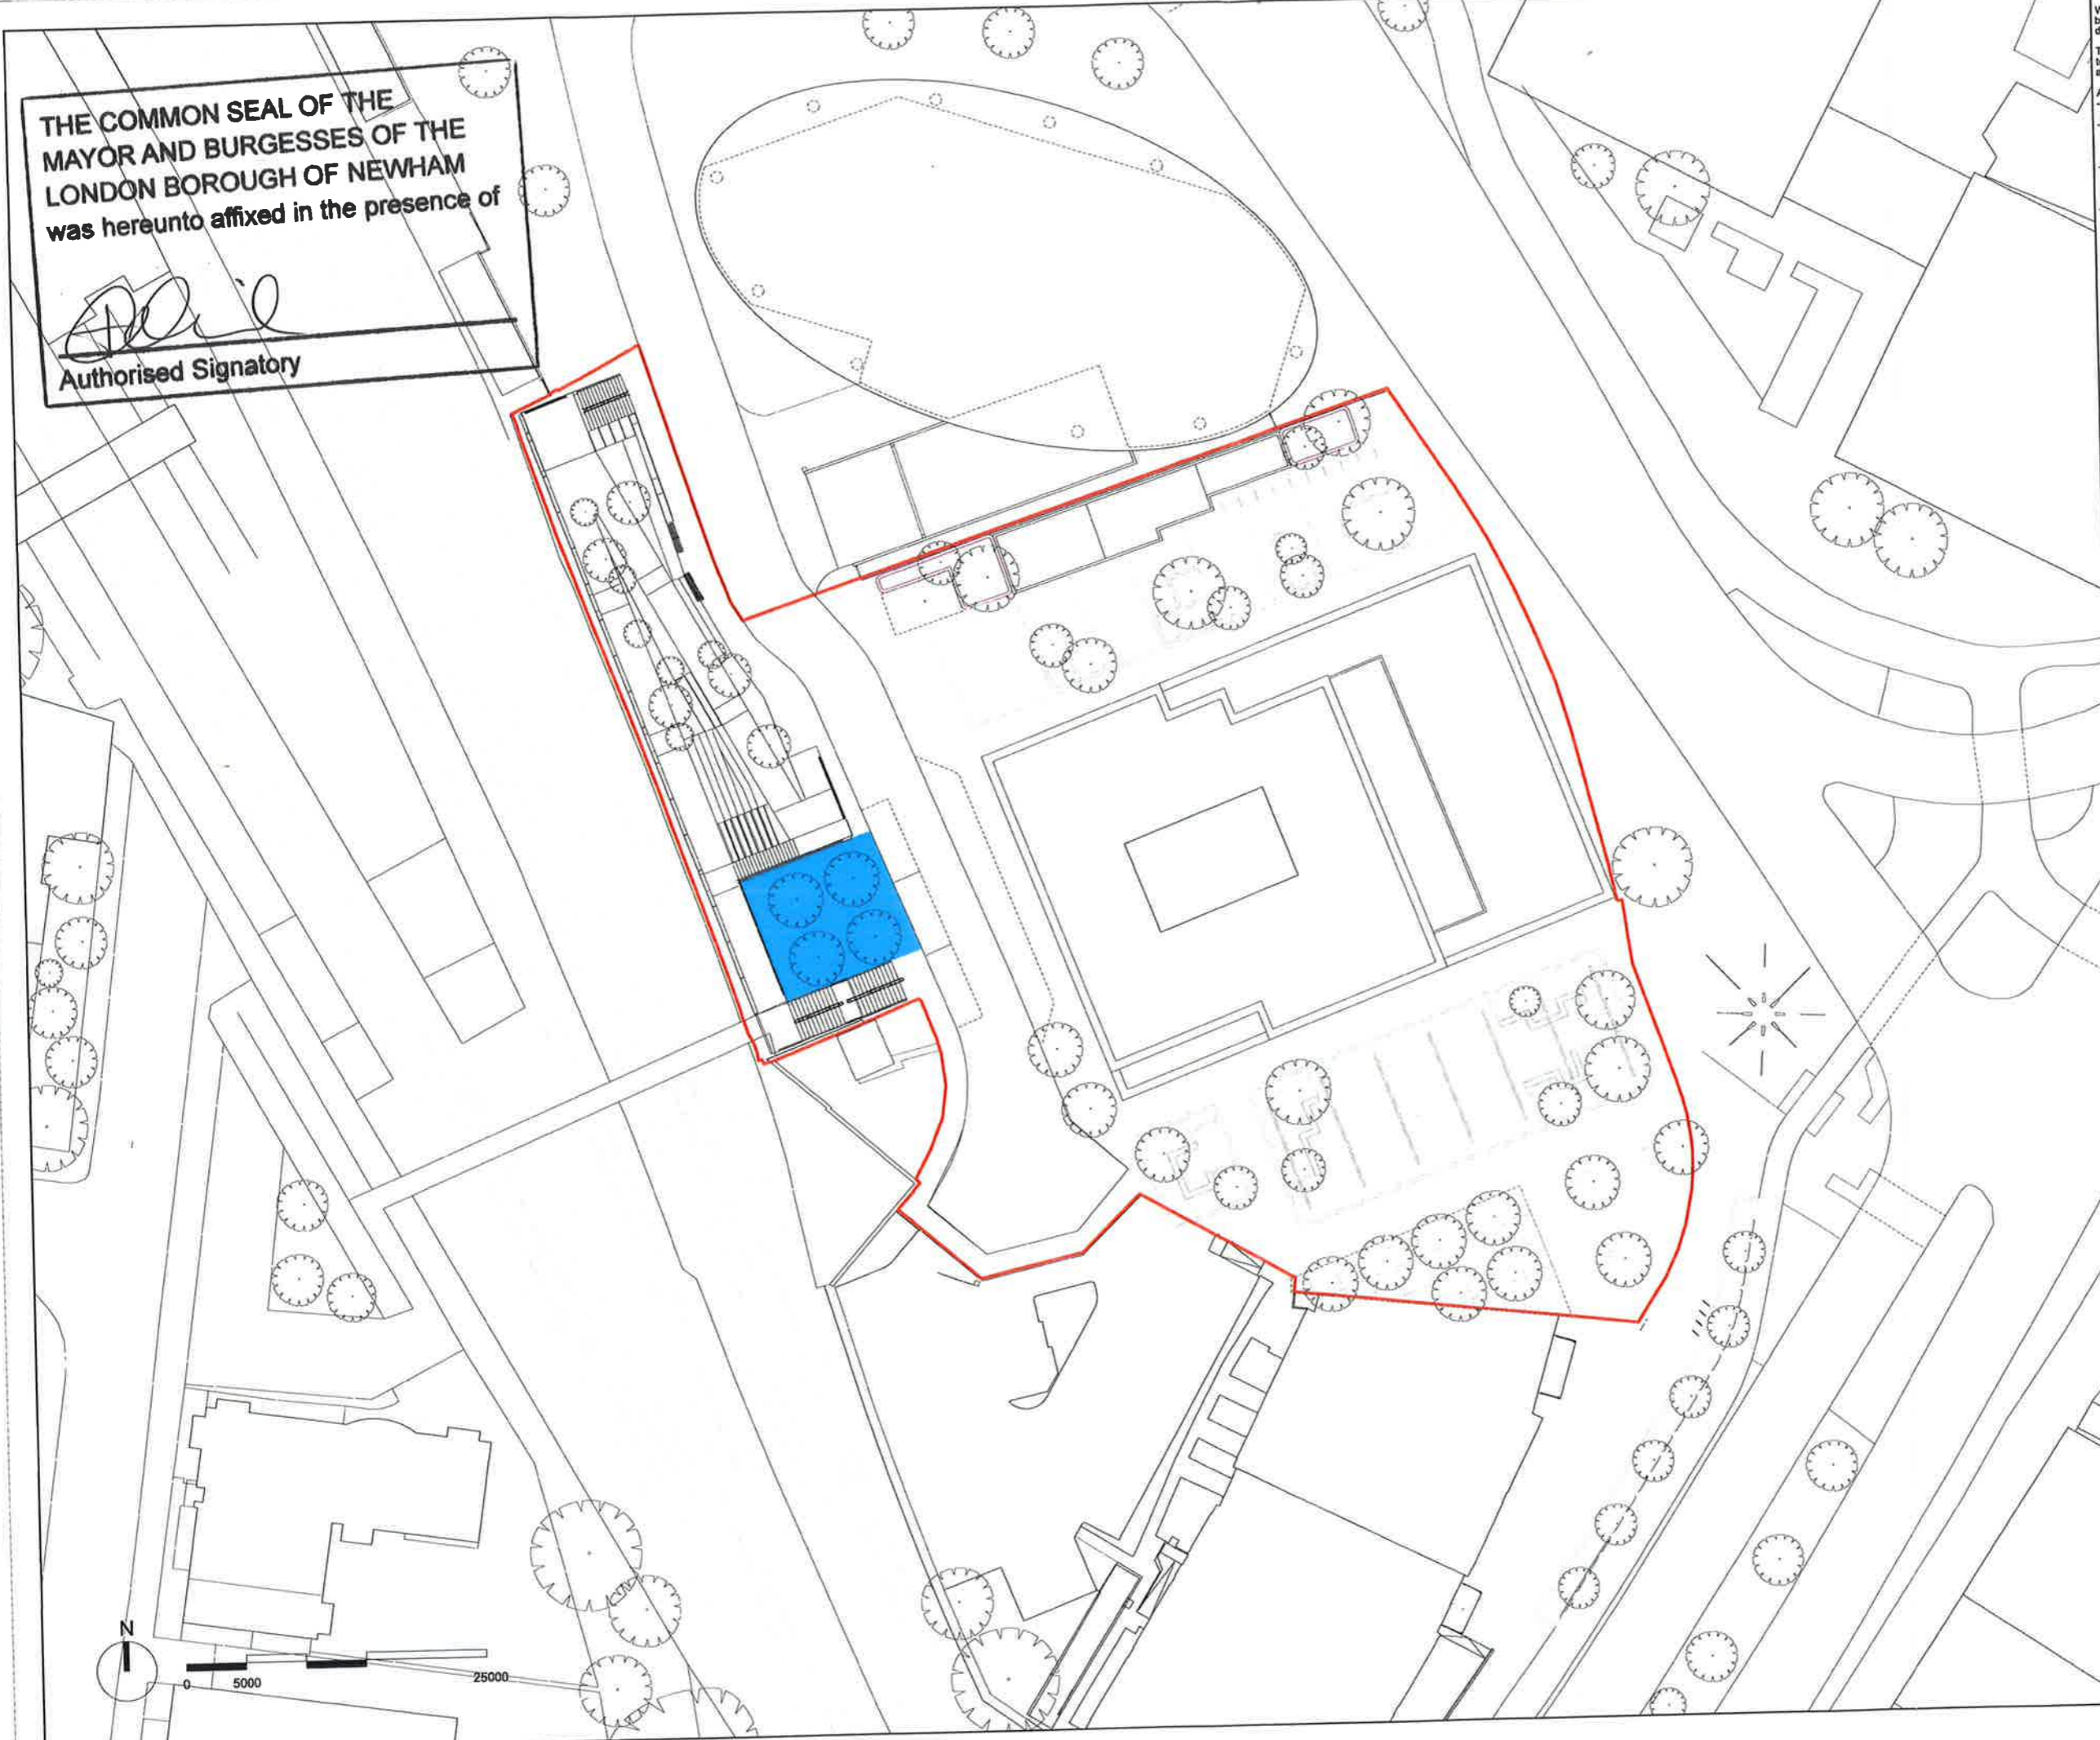 THE COMMON SEAL OF THE
MAYOR AND BURGESSES OF THE
LONDON BOROUGH OF NEWHAM
was hereunto affixed in the presence of
Authorised Signatory
N
0 5000 25000